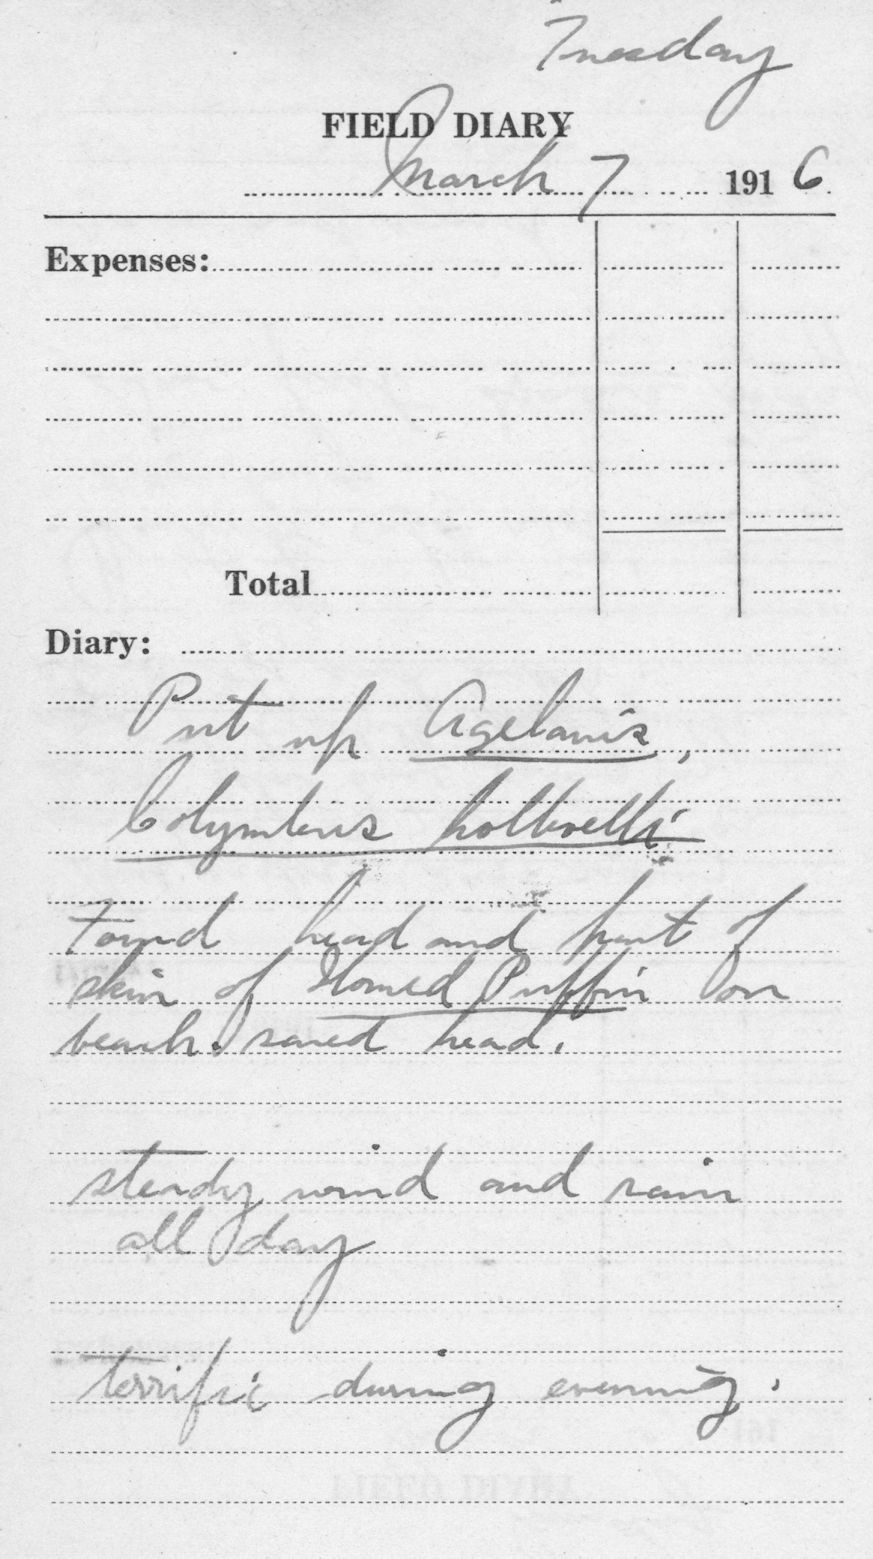 Tuesday
FIELD DIARY
March 7 1916
Expenses:
Total
Diary:
Put up Agelaius,
Colymbus holboelli.
Found head and part of
skin of Horned Puffin on
beach. saved head.
steady wind and rain
all day
terrific during evening.